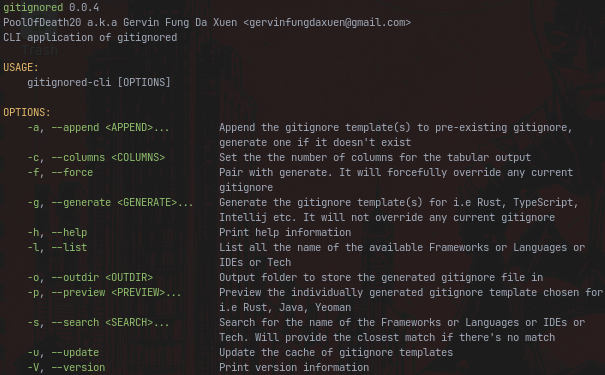 gitignored 0.0.4
PoolOfDeath20 a.k.a Gervin Fung Da Xuen <gervinfungdaxuen@gmail.com>
CLI application of gitignored
Trash
USAGE:
gitignored-cli [OPTIONS]
OPTIONS:
-a, --append <APPEND>... Append the gitignore template(s) to pre-existing gitignore,
generate one if it doesn't exist
-c, --columns <COLUMNS> Set the the number of columns for the tabular output
-f, --force Pair with generate. It will forcefully override any current
gitignore
-g, --generate <GENERATE>... Generate the gitignore template(s) for i.e Rust, TypeScript,
Intellij etc. It will not override any current gitignore
-h, --help Print help information
-l, --list List all the name of the available Frameworks or Languages or
IDEs or Tech
-o, --outdir <OUTDIR> Output folder to store the generated gitignore file in
-p, --preview <PREVIEW>... Preview the individually generated gitignore template chosen for
i.e Rust, Java, Yeoman
-s, --search <SEARCH>... Search for the name of the Frameworks or Languages or IDEs or
Tech. Will provide the closest match if there's no match
-u, --update Update the cache of gitignore templates
-V, --version Print version information